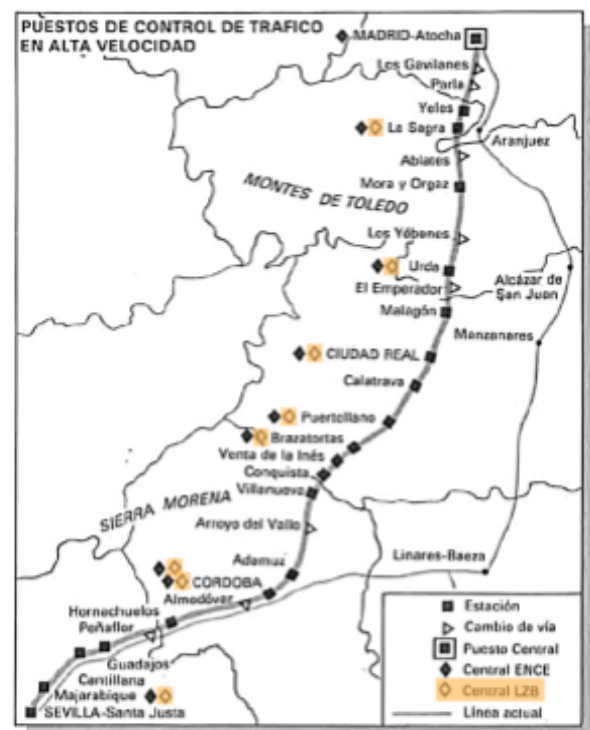 PUESTOS DE CONTROL DE TRAFICO
EN ALTA VELOCIDAD
MADRID-Atocha
Los Gavilanes
Parla
Yeles
La Sagra
Aranjuez
Ablates
Mora y Orgaz
MONTES DE TOLEDO
Los Yébenes
Urda
El Emperador
Alcázar de
San Juan
Malagón
Manzanares
CIUDAD REAL
Calatrava
Puertollano
Brazatortas
Venta de la Inés
Conquista
Villanueva
SIERRA MORENA
Arroyo del Valle
Adamuz
Linares-Baeza
CORDOBA
Almodóvar
Hornachuelos
Peñaflor
Guadajos
Cantillana
Majarabique
SEVILLA-Santa Justa
Estación
Cambio de vía
Puesto Central
Central ENCE
Central LZB
Línea actual